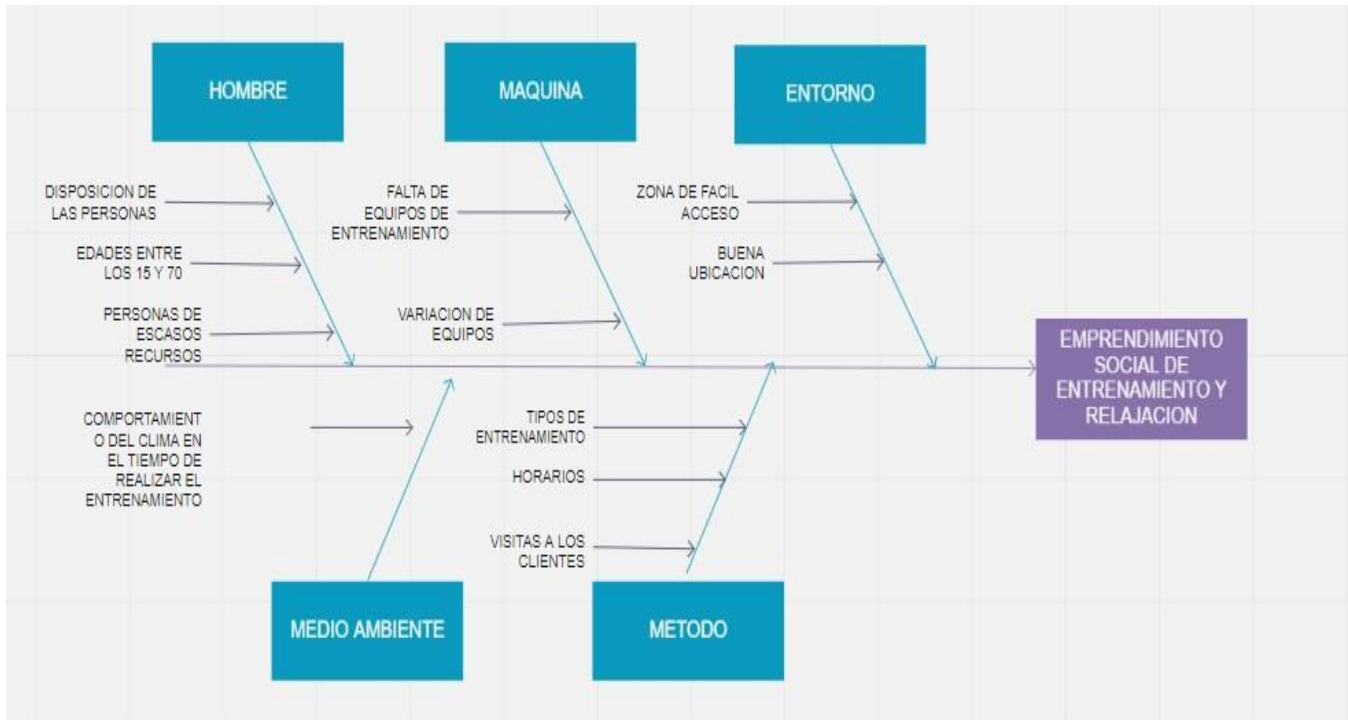 HOMBRE
MAQUINA
ENTORNO
DISPOSICION DE
LAS PERSONAS
EDADES ENTRE
LOS 15 Y 70
PERSONAS DE
ESCASOS
RECURSOS
FALTA DE
EQUIPOS DE
ENTRENAMIENTO
VARIACION DE
EQUIPOS
ZONA DE FACIL
ACCESO
BUENA
UBICACION
EMPRENDIMIENTO
SOCIAL DE
ENTRENAMIENTO Y
RELAJACION
COMPORTAMIENT
O DEL CLIMA EN
EL TIEMPO DE
REALIZAR EL
ENTRENAMIENTO
TIPOS DE
ENTRENAMIENTO
HORARIOS
VISITAS A LOS
CLIENTES
MEDIO AMBIENTE
METODO